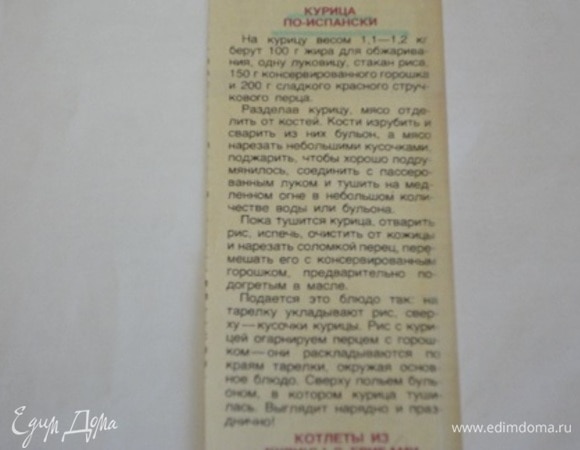 КУРИЦА
ПО-ИСПАНСКИ
На курицу весом 1,1—1,2 кг
берут 100 г жира для обжарива-
ния, одну луковицу, стакан риса,
150 г консервированного горошка
и 200 г сладкого красного струч-
кового перца.
Разделав курицу, мясо отде-
лить от костей. Кости изрубить и
сварить из них бульон, а мясо
нарезать небольшими кусочками,
поджарить, чтобы хорошо подру-
мянилось, соединить с пассеро-
ванным луком и тушить на мед-
ленном огне в небольшом коли-
честве воды или бульона.
Пока тушится курица, отварить
рис, испечь, очистить от кожицы
и нарезать соломкой перец, пере-
мешать его с консервированным
горошком, предварительно по-
догретым в масле.
Подается это блюдо так: на
тарелку укладывают рис, свер-
ху — кусочки курицы. Рис с кури-
цей огарнируем перцем с горош-
ком — они раскладываются по
краям тарелки, окружая основ-
ное блюдо. Сверху польем буль-
оном, в котором курица туши-
лась. Выглядит нарядно и праз-
днично!
КОТЛЕТЫ ИЗ
Едим Дома
www.edimdoma.ru